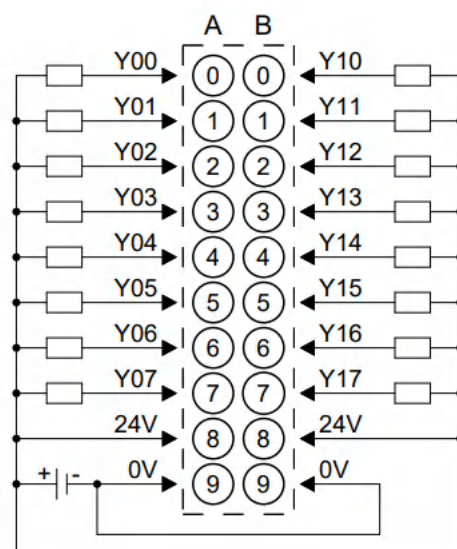 A B
Y00 0 0 Y10
Y01 1 1 Y11
Y02 2 2 Y12
Y03 3 3 Y13
Y04 4 4 Y14
Y05 5 5 Y15
Y06 6 6 Y16
Y07 7 7 Y17
24V 8 8 24V
+ - 0V 9 9 0V